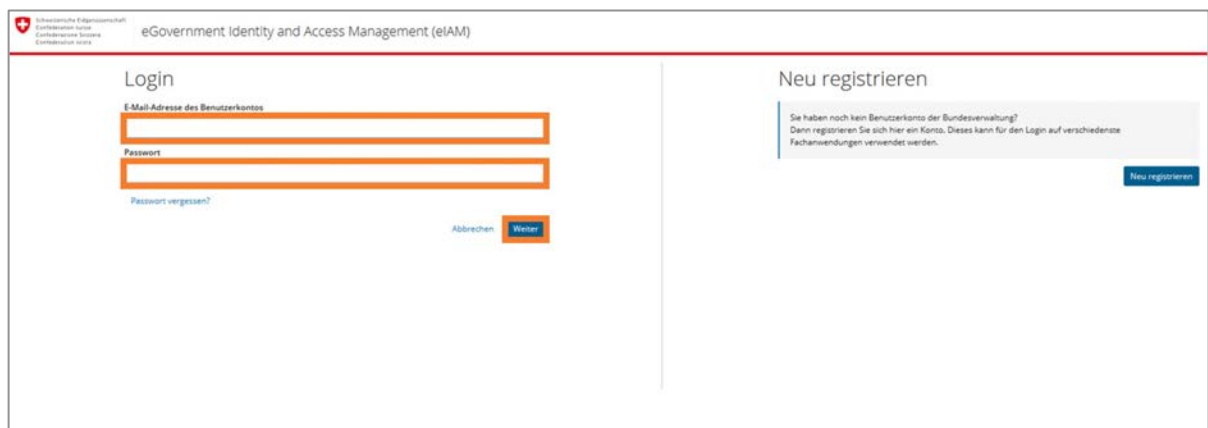 Schweizerische Eidgenossenschaft
Confédération suisse
Confederazione Svizzera
Confederaziun svizra
eGovernment Identity and Access Management (eIAM)
Login
E-Mail-Adresse des Benutzerkontos
Passwort
Passwort vergessen?
Abbrechen
Weiter
Neu registrieren
Sie haben noch kein Benutzerkonto der Bundesverwaltung?
Dann registrieren Sie sich hier ein Konto. Dieses kann für den Login auf verschiedenste
Fachanwendungen verwendet werden.
Neu registrieren